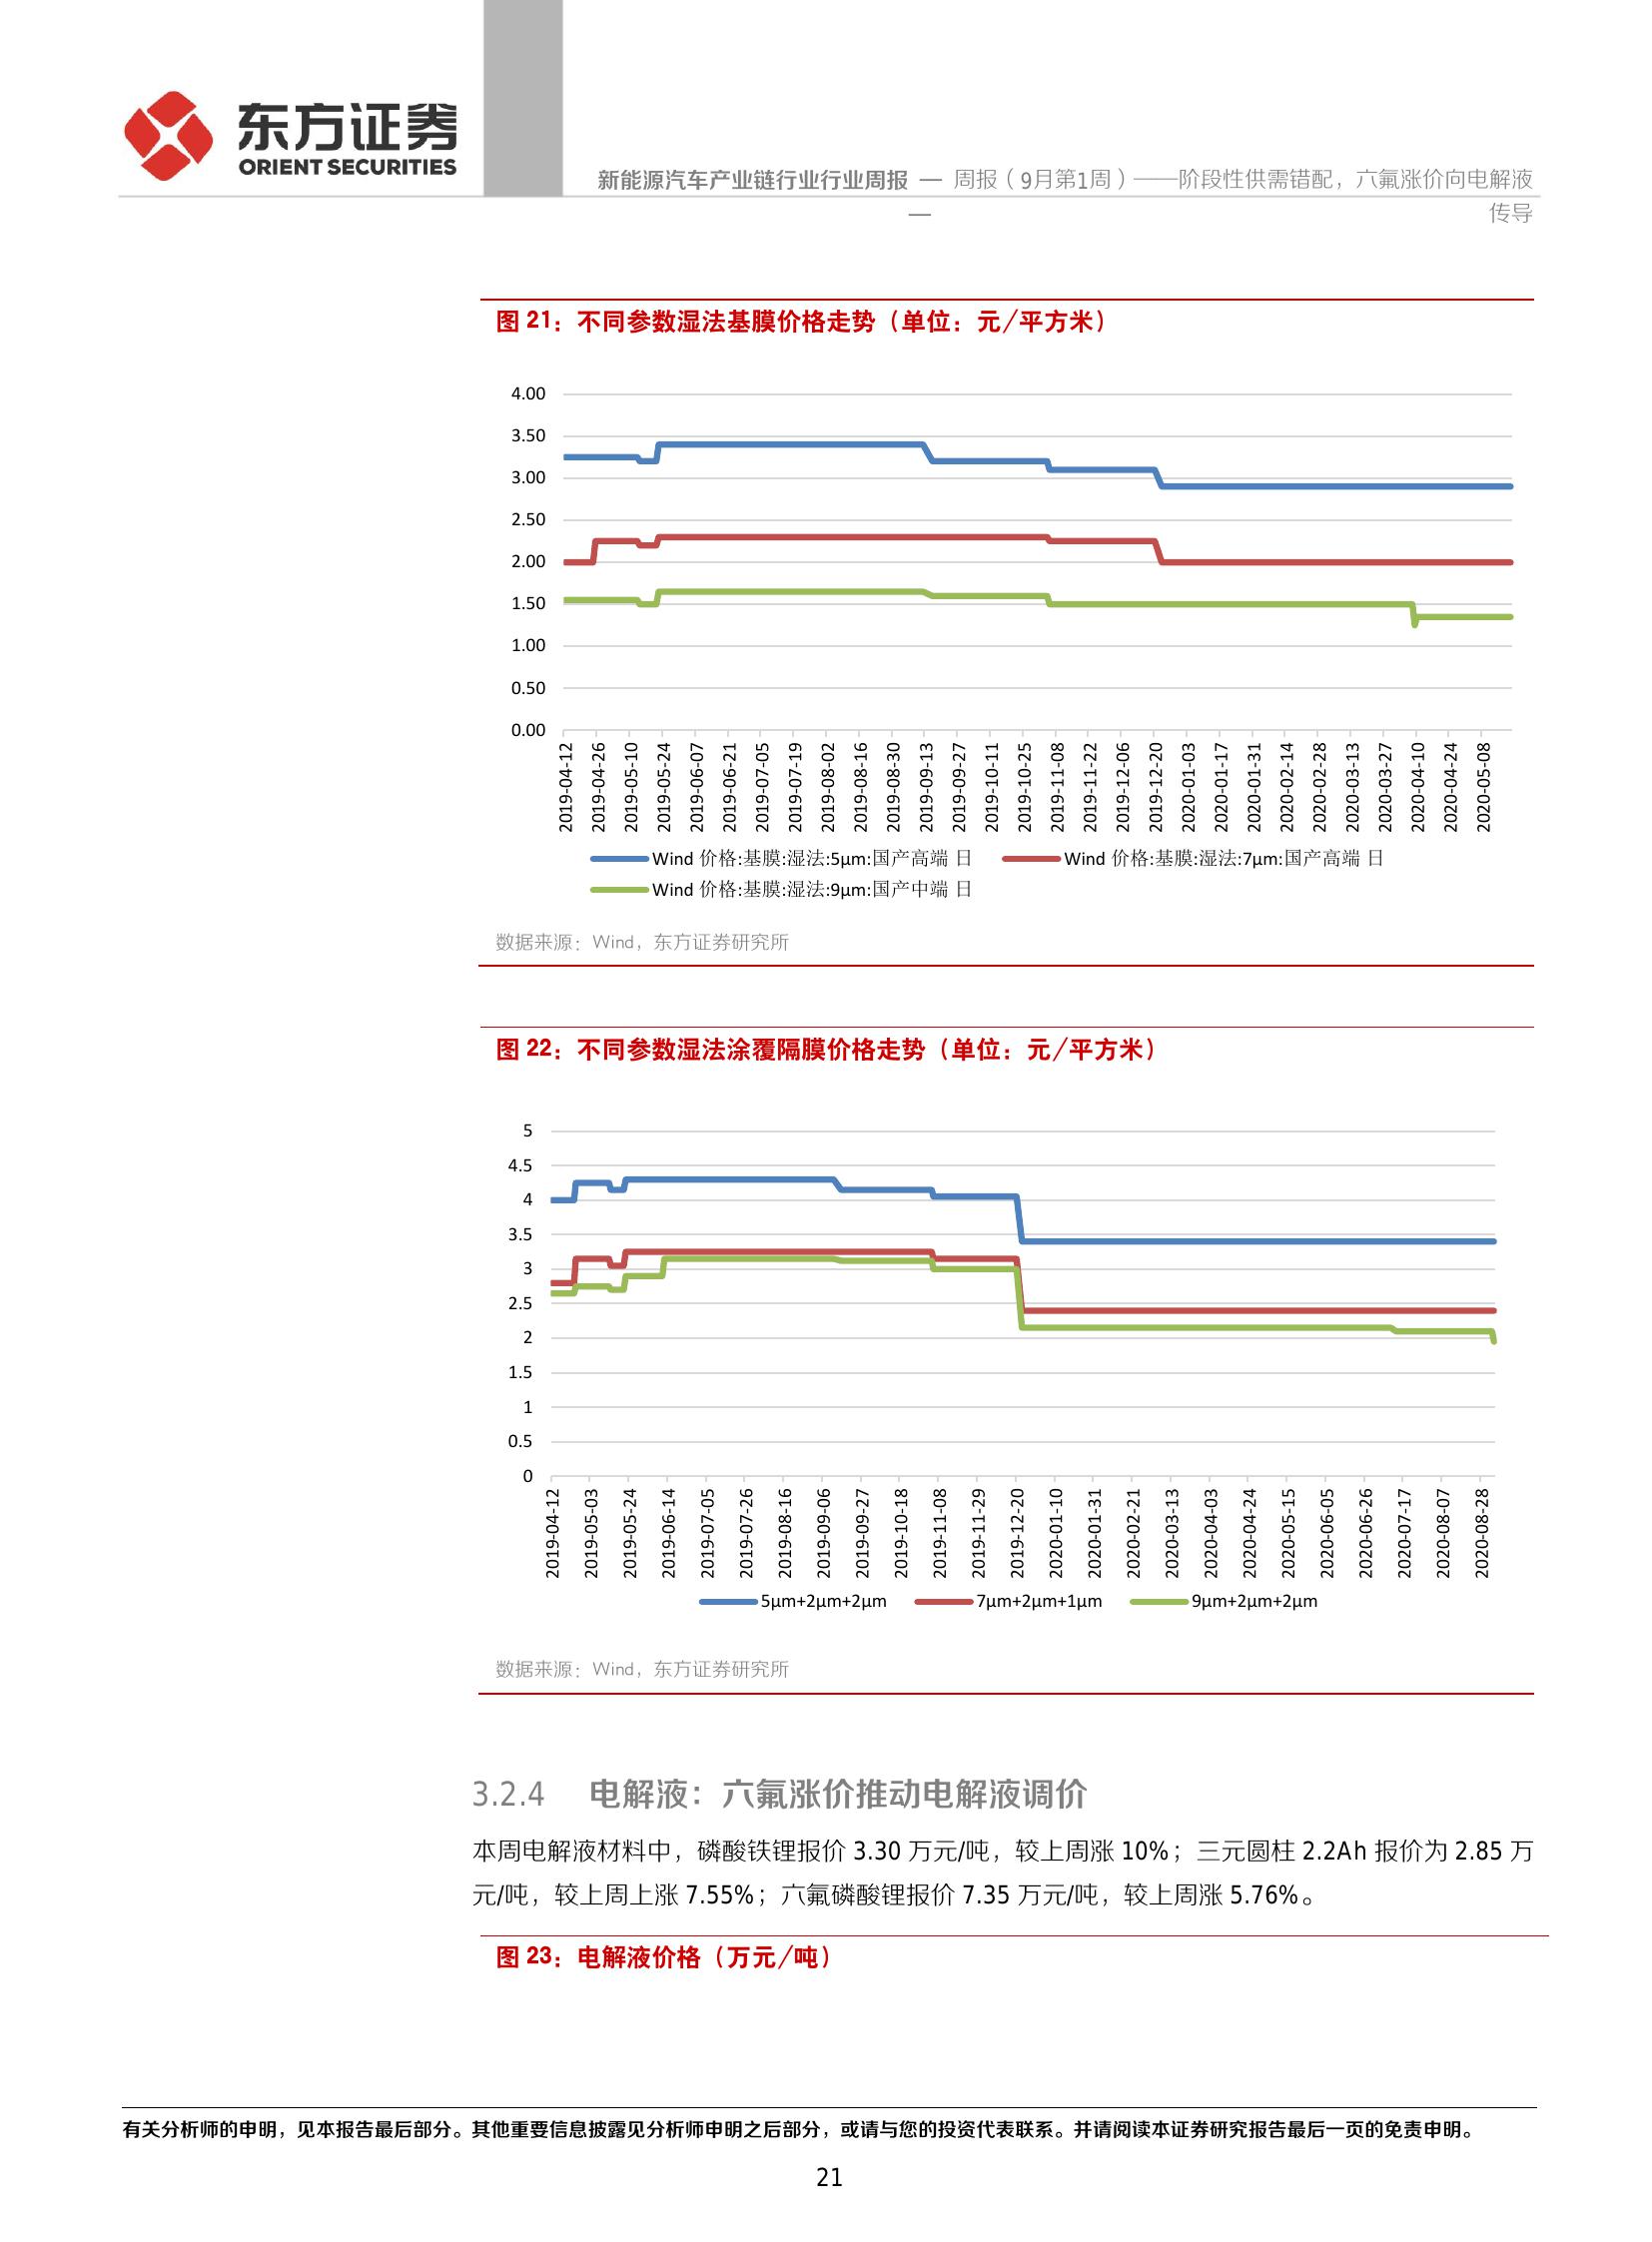 东方证券
ORIENT SECURITIES
新能源汽车产业链行业行业周报 — 周报（9月第1周）——阶段性供需错配，六氟涨价向电解液
— 传导
图 21：不同参数湿法基膜价格走势（单位：元/平方米）
4.00
3.50
3.00
2.50
2.00
1.50
1.00
0.50
0.00
2019-04-12 2019-04-26 2019-05-10 2019-05-24 2019-06-07 2019-06-21 2019-07-05 2019-07-19 2019-08-02 2019-08-16 2019-08-30 2019-09-13 2019-09-27 2019-10-11 2019-10-25 2019-11-08 2019-11-22 2019-12-06 2019-12-20 2020-01-03 2020-01-17 2020-01-31 2020-02-14 2020-02-28 2020-03-13 2020-03-27 2020-04-10 2020-04-24 2020-05-08
Wind 价格:基膜:湿法:5μm:国产高端 日 Wind 价格:基膜:湿法:7μm:国产高端 日
Wind 价格:基膜:湿法:9μm:国产中端 日
数据来源：Wind，东方证券研究所
图 22：不同参数湿法涂覆隔膜价格走势（单位：元/平方米）
5
4.5
4
3.5
3
2.5
2
1.5
1
0.5
0
2019-04-12 2019-05-03 2019-05-24 2019-06-14 2019-07-05 2019-07-26 2019-08-16 2019-09-06 2019-09-27 2019-10-18 2019-11-08 2019-11-29 2019-12-20 2020-01-10 2020-01-31 2020-02-21 2020-03-13 2020-04-03 2020-04-24 2020-05-15 2020-06-05 2020-06-26 2020-07-17 2020-08-07 2020-08-28
5μm+2μm+2μm 7μm+2μm+1μm 9μm+2μm+2μm
数据来源：Wind，东方证券研究所
3.2.4 电解液：六氟涨价推动电解液调价
本周电解液材料中，磷酸铁锂报价 3.30 万元/吨，较上周涨 10%；三元圆柱 2.2Ah 报价为 2.85 万
元/吨，较上周上涨 7.55%；六氟磷酸锂报价 7.35 万元/吨，较上周涨 5.76%。
图 23：电解液价格（万元/吨）
有关分析师的申明，见本报告最后部分。其他重要信息披露见分析师申明之后部分，或请与您的投资代表联系。并请阅读本证券研究报告最后一页的免责申明。
21